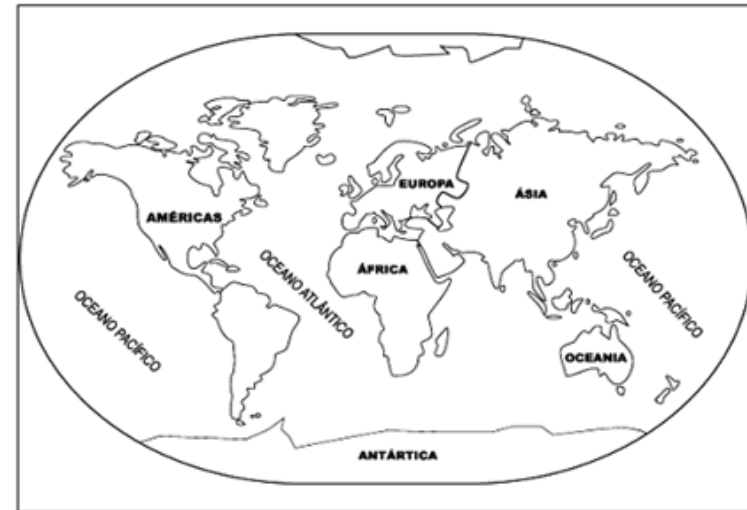 EUROPA
ÁSIA
AMÉRICAS
OCEANO ATLÂNTICO
ÁFRICA
OCEANO PACÍFICO
OCEANO PACÍFICO
OCEANIA
ANTÁRTICA